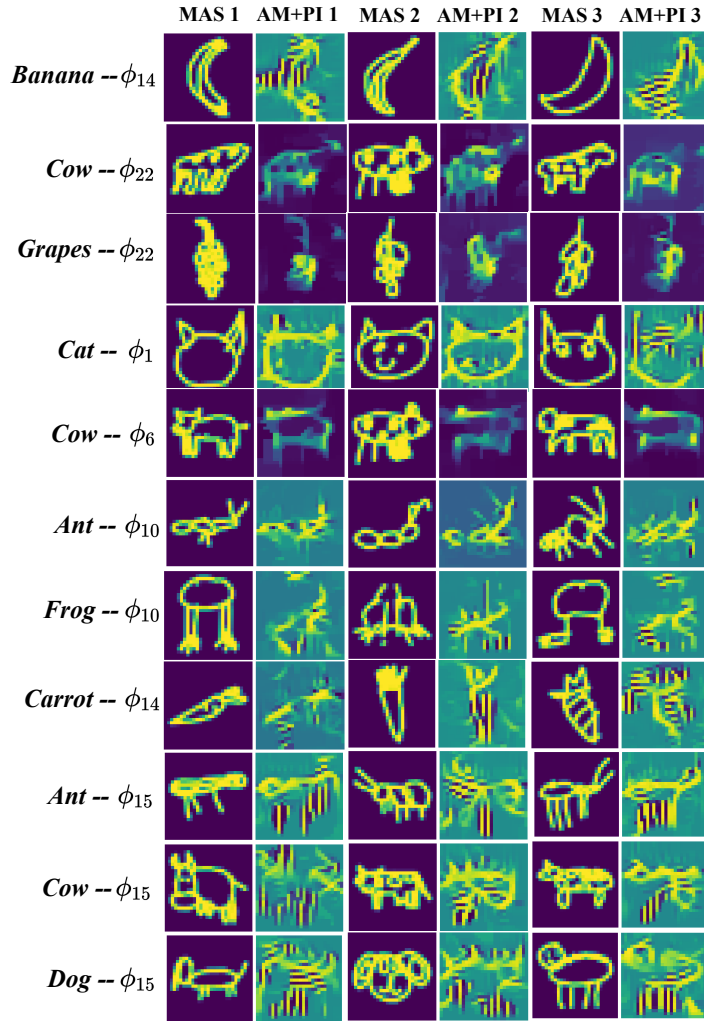 MAS 1 AM+PI 1 MAS 2 AM+PI 2 MAS 3 AM+PI 3
Banana -- ϕ14
Cow -- ϕ22
Grapes -- ϕ22
Cat -- ϕ1
Cow -- ϕ6
Ant -- ϕ10
Frog -- ϕ10
Carrot -- ϕ14
Ant -- ϕ15
Cow -- ϕ15
Dog -- ϕ15